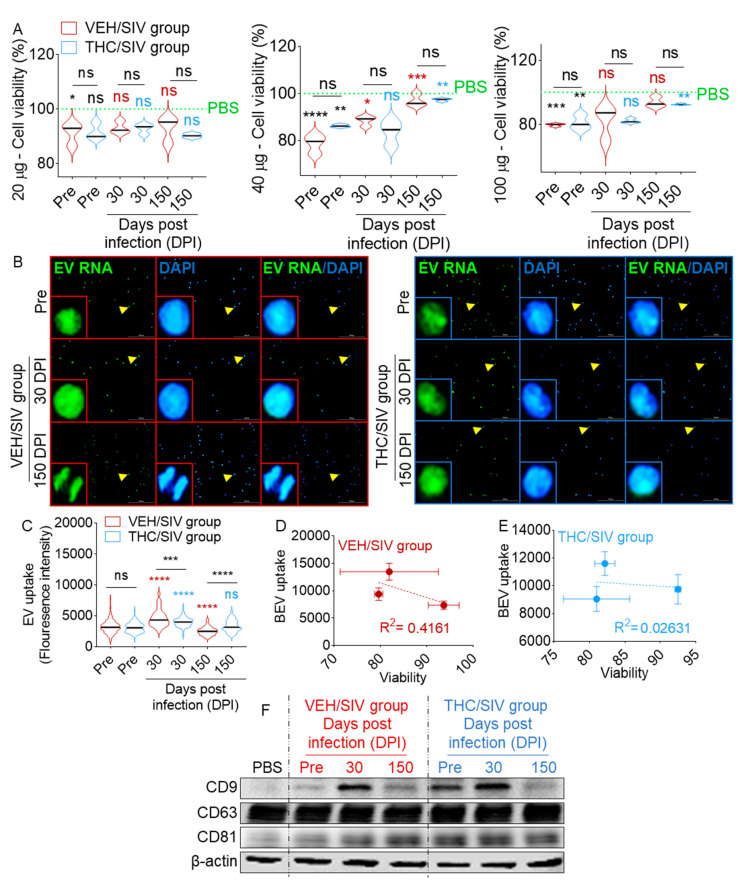 A
VEH/SIV group
THC/SIV group
20 µg - Cell viability (%)
120
100
80
*
ns
ns
ns
ns
ns
ns
ns
ns
PBS
Pre
Pre
30
30
150
150
Days post
infection (DPI)
40 µg - Cell viability (%)
120
100
80
****
**
ns
*
ns
ns
***
**
ns
PBS
Pre
Pre
30
30
150
150
Days post
infection (DPI)
100 µg - Cell viability (%)
120
100
80
***
**
ns
ns
ns
ns
ns
**
ns
PBS
Pre
Pre
30
30
150
150
Days post
infection (DPI)
B
EV RNA
DAPI
EV RNA/DAPI
Pre
30 DPI
150 DPI
VEH/SIV group
EV RNA
DAPI
EV RNA/DAPI
Pre
30 DPI
150 DPI
THC/SIV group
C
VEH/SIV group
THC/SIV group
EV uptake
(Flouresence intensity)
20000
15000
10000
5000
0
ns
***
****
****
****
****
ns
Pre
Pre
30
30
150
150
Days post
infection (DPI)
D
VEH/SIV group
BEV uptake
20000
15000
10000
5000
0
R2= 0.4161
70
80
90
100
Viability
E
THC/SIV group
BEV uptake
14000
12000
10000
8000
6000
R2= 0.02631
75
80
85
90
95
Viability
F
VEH/SIV group
Days post
infection (DPI)
THC/SIV group
Days post
infection (DPI)
PBS Pre 30 150 Pre 30 150
CD9
CD63
CD81
β-actin